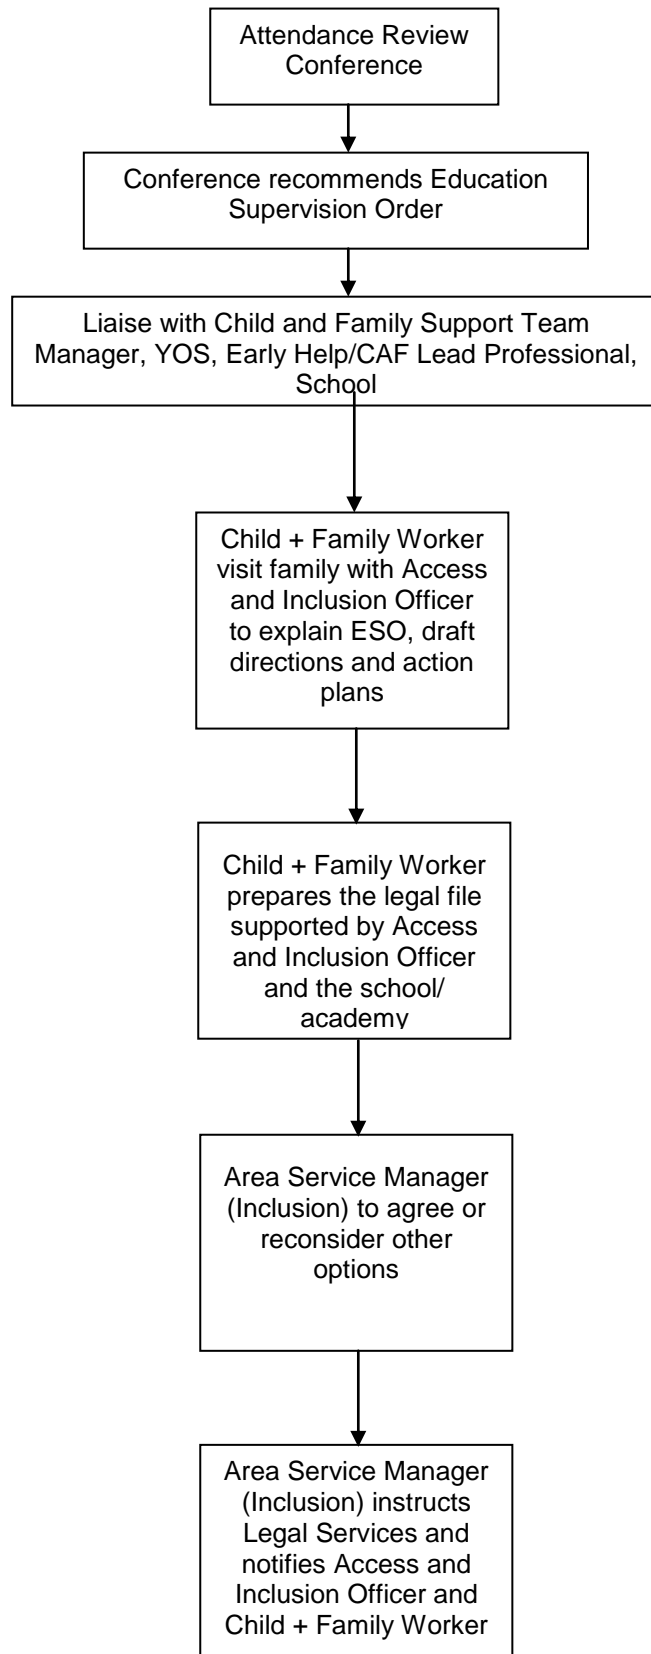 Attendance Review
Conference
Conference recommends Education
Supervision Order
Liaise with Child and Family Support Team
Manager, YOS, Early Help/CAF Lead Professional,
School
Child + Family Worker
visit family with Access
and Inclusion Officer
to explain ESO, draft
directions and action
plans
Child + Family Worker
prepares the legal file
supported by Access
and Inclusion Officer
and the school/
academy
Area Service Manager
(Inclusion) to agree or
reconsider other
options
Area Service Manager
(Inclusion) instructs
Legal Services and
notifies Access and
Inclusion Officer and
Child + Family Worker